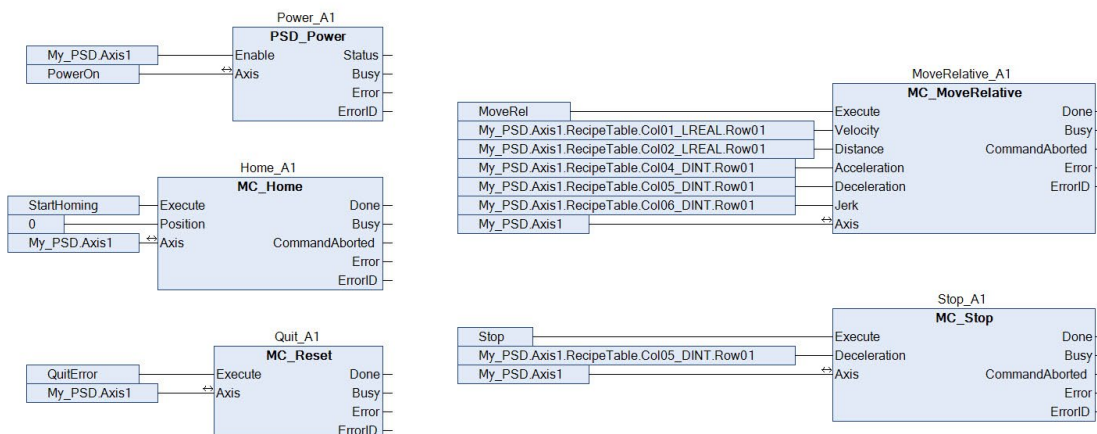 Power_A1
PSD_Power
My_PSD.Axis1 Enable Status
PowerOn Axis Busy
Error
ErrorID
Home_A1
MC_Home
StartHoming Execute Done
0 Position Busy
My_PSD.Axis1 Axis CommandAborted
Error
ErrorID
Quit_A1
MC_Reset
QuitError Execute Done
My_PSD.Axis1 Axis Busy
Error
ErrorID
MoveRelative_A1
MC_MoveRelative
MoveRel Execute Done
My_PSD.Axis1.RecipeTable.Col01_LREAL.Row01 Velocity Busy
My_PSD.Axis1.RecipeTable.Col02_LREAL.Row01 Distance CommandAborted
My_PSD.Axis1.RecipeTable.Col04_DINT.Row01 Acceleration Error
My_PSD.Axis1.RecipeTable.Col05_DINT.Row01 Deceleration ErrorID
My_PSD.Axis1.RecipeTable.Col06_DINT.Row01 Jerk
My_PSD.Axis1 Axis
Stop_A1
MC_Stop
Stop Execute Done
My_PSD.Axis1.RecipeTable.Col05_DINT.Row01 Deceleration Busy
My_PSD.Axis1 Axis CommandAborted
Error
ErrorID